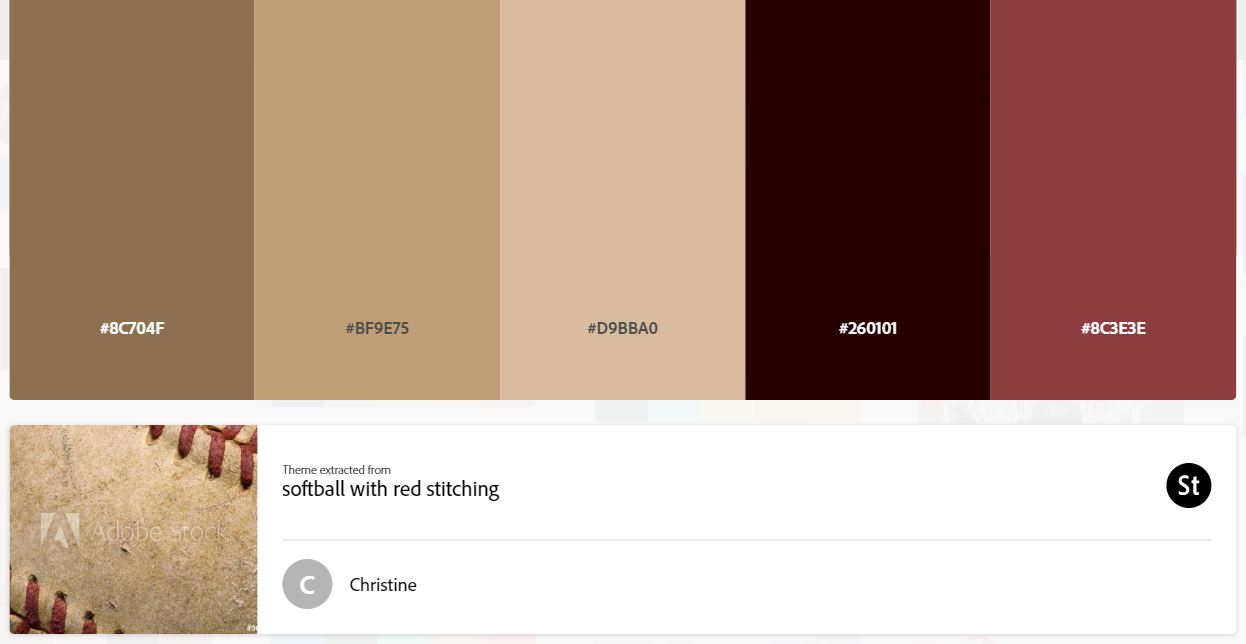 #8C704F
#BF9E75
#D9BBA0
#260101
#8C3E3E
Adobe Stock
Theme extracted from
softball with red stitching
St
C
Christine